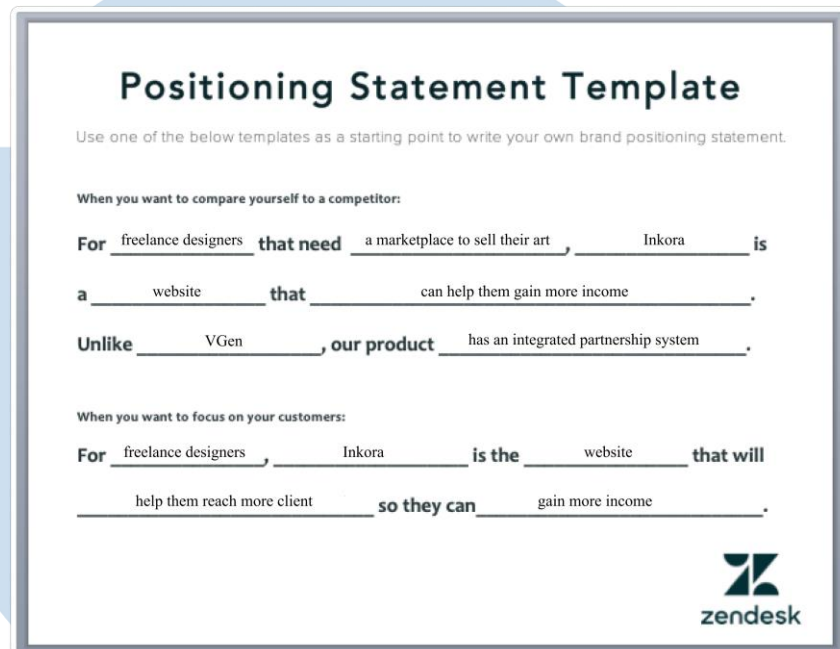 Positioning Statement Template
Use one of the below templates as a starting point to write your own brand positioning statement.
When you want to compare yourself to a competitor:
For freelance designers that need a marketplace to sell their art, Inkora is
a website that can help them gain more income.
Unlike VGen, our product has an integrated partnership system.
When you want to focus on your customers:
For freelance designers, Inkora is the website that will
help them reach more client so they can gain more income.
zendesk